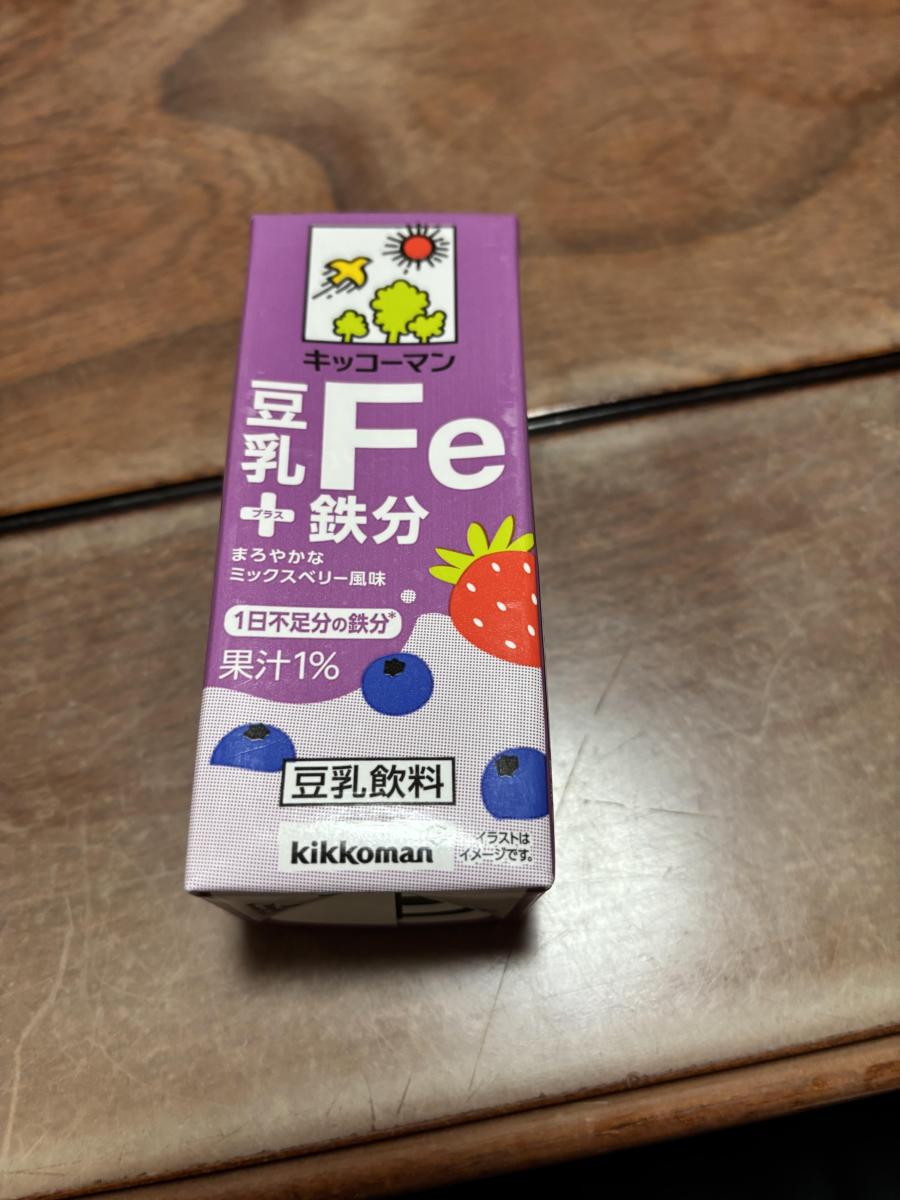 キッコーマン
豆乳
Fe
プラス
鉄分
まろやかな
ミックスベリー風味
1日不足分の鉄分*
果汁1%
豆乳飲料
kikkoman
イラストは
イメージです。